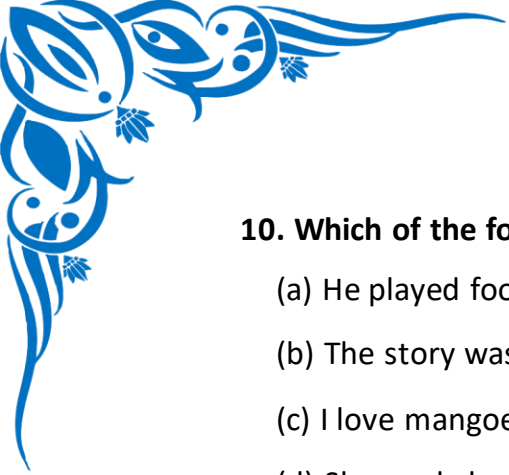 10. Which of the fo
(a) He played foo
(b) The story was
(c) I love mangoe